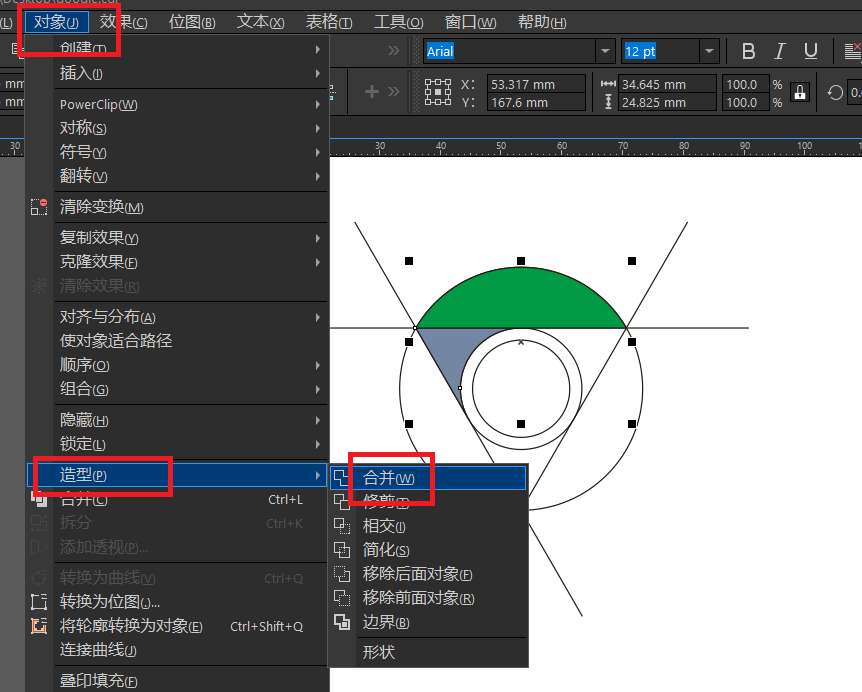 (L) 对象(J) 效果(C) 位图(B) 文本(X) 表格(T) 工具(O) 窗口(W) 帮助(H)
Arial 12 pt B I U
mm X: 53.317 mm 34.645 mm 100.0 %
mm Y: 167.6 mm 24.825 mm 100.0 % 0.
30 30 40 50 60 70 80 90 100
创建(T)
插入(I)
PowerClip(W)
对称(S)
符号(Y)
翻转(V)
清除变换(M)
复制效果(Y)
克隆效果(F)
清除效果(R)
对齐与分布(A)
使对象适合路径
顺序(O)
组合(G)
隐藏(H)
锁定(L)
造型(P)
合并(C) Ctrl+L
拆分 Ctrl+K
添加透视(P)...
转换为曲线(V) Ctrl+Q
转换为位图(.)...
将轮廓转换为对象(E) Ctrl+Shift+Q
连接曲线(J)
叠印填充(F)
合并(W)
修剪(T)
相交(I)
简化(S)
移除后面对象(F)
移除前面对象(R)
边界(B)
形状